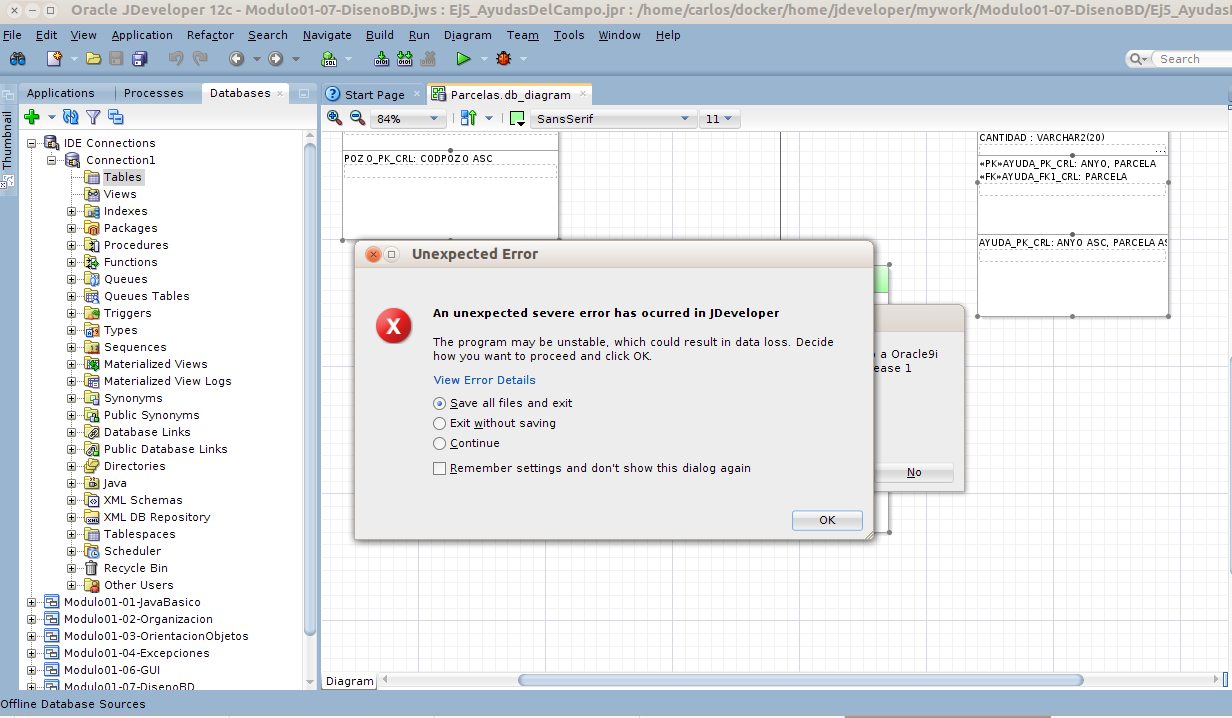 Oracle JDeveloper 12c - Modulo01-07-DisenoBD.jws : Ej5_AyudasDelCampo.jpr : /home/carlos/docker/home/jdeveloper/mywork/Modulo01-07-DisenoBD/Ej5_Ayudas
File Edit View Application Refactor Search Navigate Build Run Diagram Team Tools Window Help
Search
Applications Processes Databases
Start Page Parcelas.db_diagram
84% SansSerif 11
Thumbnail
IDE Connections
Connection1
Tables
Views
Indexes
Packages
Procedures
Functions
Queues
Queues Tables
Triggers
Types
Sequences
Materialized Views
Materialized View Logs
Synonyms
Public Synonyms
Database Links
Public Database Links
Directories
Java
XML Schemas
XML DB Repository
Tablespaces
Scheduler
Recycle Bin
Other Users
Modulo01-01-JavaBasico
Modulo01-02-Organizacion
Modulo01-03-OrientacionObjetos
Modulo01-04-Excepciones
Modulo01-06-GUI
Modulo01-07-DisenoBD
POZO_PK_CRL: CODPOZO ASC
CANTIDAD : VARCHAR2(20)
...
«PK»AYUDA_PK_CRL: ANYO, PARCELA
«FK»AYUDA_FK1_CRL: PARCELA
AYUDA_PK_CRL: ANYO ASC, PARCELA AS
Unexpected Error
An unexpected severe error has ocurred in JDeveloper
The program may be unstable, which could result in data loss. Decide
how you want to proceed and click OK.
View Error Details
Save all files and exit
Exit without saving
Continue
Remember settings and don't show this dialog again
OK
a Oracle9i
ease 1
No
Diagram
Offline Database Sources